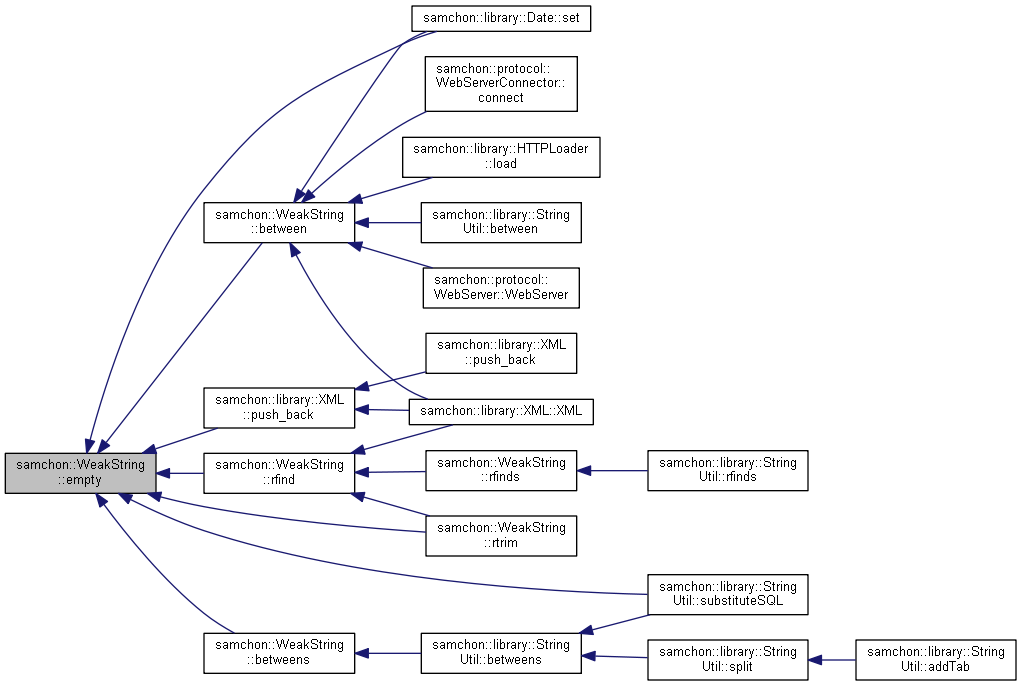 samchon::library::Date::set
samchon::protocol::
WebServerConnector::
connect
samchon::library::HTTPLoader
::load
samchon::WeakString
::between
samchon::library::String
Util::between
samchon::protocol::
WebServer::WebServer
samchon::library::XML
::push_back
samchon::library::XML
::push_back
samchon::library::XML::XML
samchon::WeakString
::empty
samchon::WeakString
::rfind
samchon::WeakString
::rfinds
samchon::library::String
Util::rfinds
samchon::WeakString
::rtrim
samchon::library::String
Util::substituteSQL
samchon::WeakString
::betweens
samchon::library::String
Util::betweens
samchon::library::String
Util::split
samchon::library::String
Util::addTab